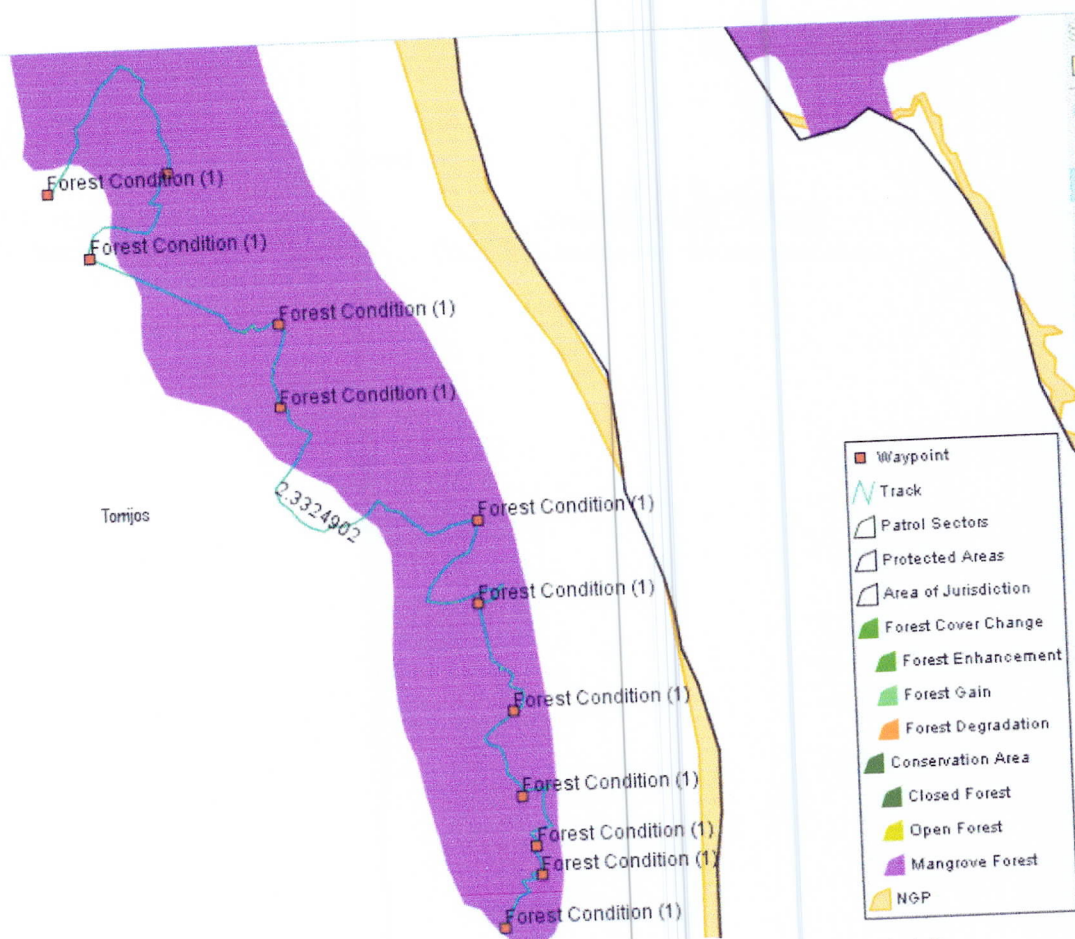 Forest Condition (1)
Forest Condition (1)
Forest Condition (1)
Forest Condition (1)
2.3324902
Torrijos
Forest Condition (1)
Forest Condition (1)
Forest Condition (1)
Forest Condition (1)
Forest Condition (1)
Forest Condition (1)
Forest Condition (1)
Waypoint
Track
Patrol Sectors
Protected Areas
Area of Jurisdiction
Forest Cover Change
Forest Enhancement
Forest Gain
Forest Degradation
Conservation Area
Closed Forest
Open Forest
Mangrove Forest
NGP